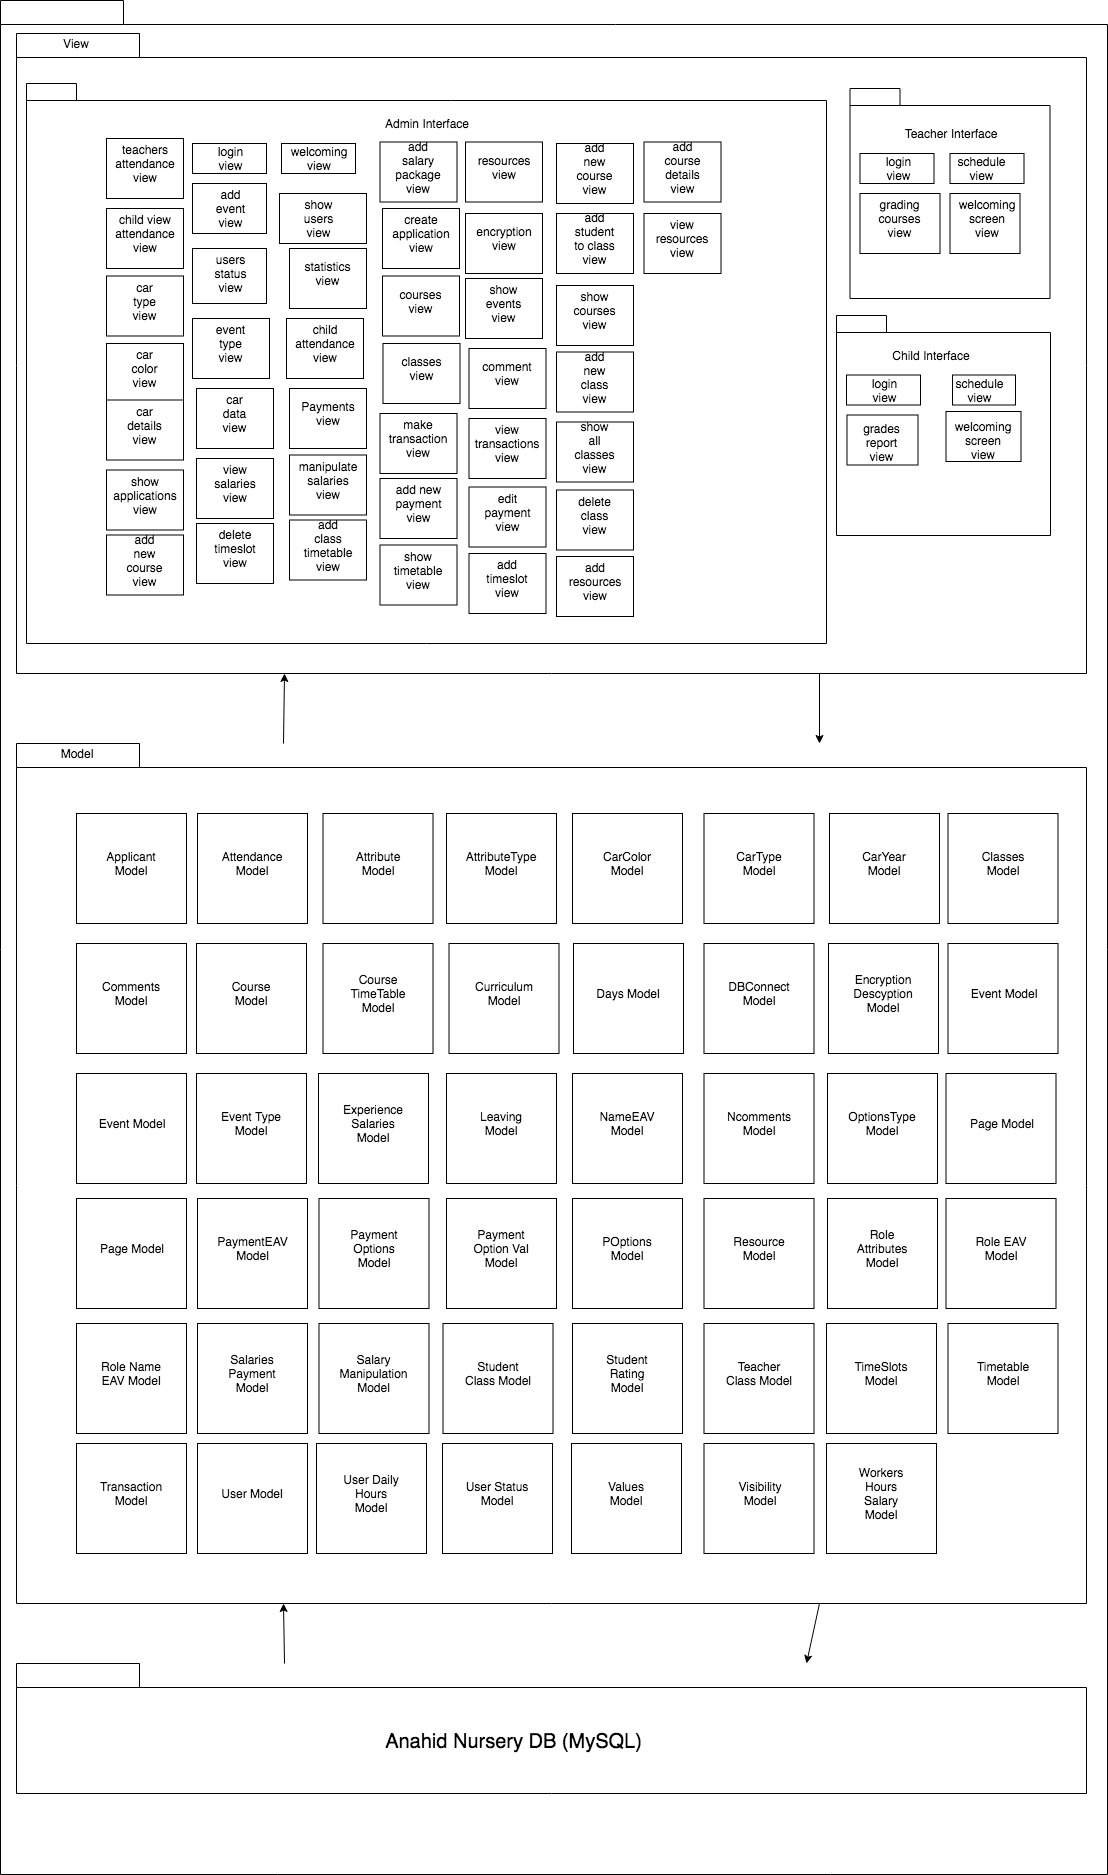 View
Admin Interface
teachers
attendance
view
login
view
welcoming
view
add
salary
package
view
resources
view
add
new
course
view
add
course
details
view
child view
attendance
view
add
event
view
show
users
view
create
application
view
encryption
view
add
student
to class
view
view
resources
view
car
type
view
users
status
view
statistics
view
courses
view
show
events
view
show
courses
view
car
color
view
event
type
view
child
attendance
view
classes
view
comment
view
add
new
class
view
car
details
view
car
data
view
Payments
view
make
transaction
view
view
transactions
view
show
all
classes
view
show
applications
view
view
salaries
view
manipulate
salaries
view
add new
payment
view
edit
payment
view
delete
class
view
add
new
course
view
delete
timeslot
view
add
class
timetable
view
show
timetable
view
add
timeslot
view
add
resources
view
Teacher Interface
login
view
schedule
view
grading
courses
view
welcoming
screen
view
Child Interface
login
view
schedule
view
grades
report
view
welcoming
screen
view
Model
Applicant
Model
Attendance
Model
Attribute
Model
AttributeType
Model
CarColor
Model
CarType
Model
CarYear
Model
Classes
Model
Comments
Model
Course
Model
Course
TimeTable
Model
Curriculum
Model
Days Model
DBConnect
Model
Encryption
Descyption
Model
Event Model
Event Model
Event Type
Model
Experience
Salaries
Model
Leaving
Model
NameEAV
Model
Ncomments
Model
OptionsType
Model
Page Model
Page Model
PaymentEAV
Model
Payment
Options
Model
Payment
Option Val
Model
POptions
Model
Resource
Model
Role
Attributes
Model
Role EAV
Model
Role Name
EAV Model
Salaries
Payment
Model
Salary
Manipulation
Model
Student
Class Model
Student
Rating
Model
Teacher
Class Model
TimeSlots
Model
Timetable
Model
Transaction
Model
User Model
User Daily
Hours
Model
User Status
Model
Values
Model
Visibility
Model
Workers
Hours
Salary
Model
Anahid Nursery DB (MySQL)